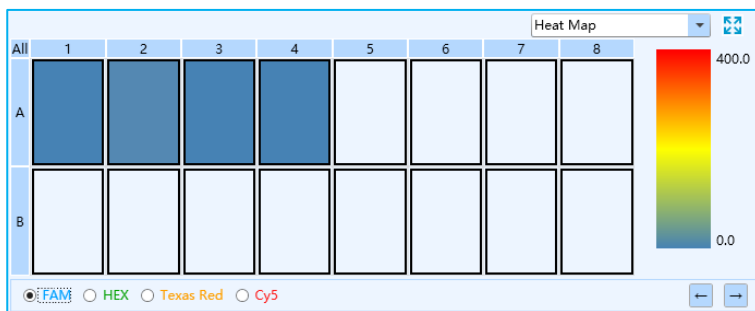 Heat Map
All 1 2 3 4 5 6 7 8
400.0
A
B
0.0
FAM HEX Texas Red Cy5
← →